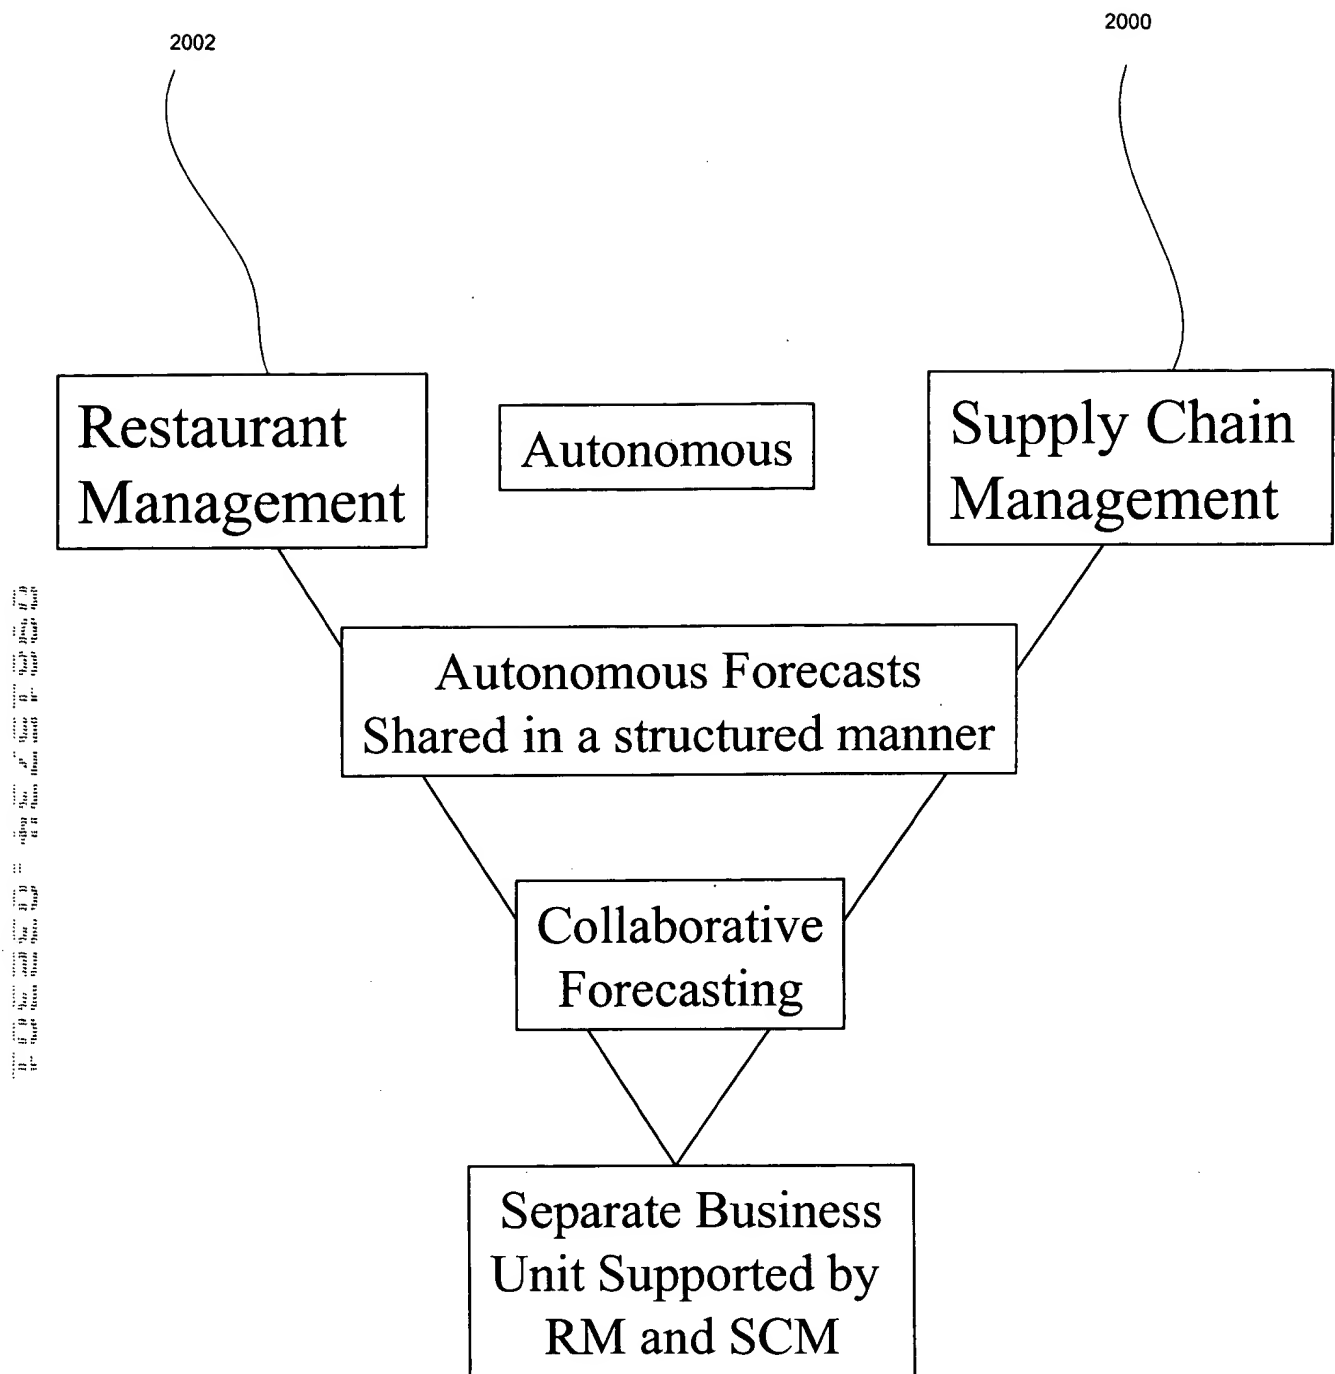 2002
2000
Restaurant
Management
Autonomous
Supply Chain
Management
Autonomous Forecasts
Shared in a structured manner
Collaborative
Forecasting
Separate Business
Unit Supported by
RM and SCM